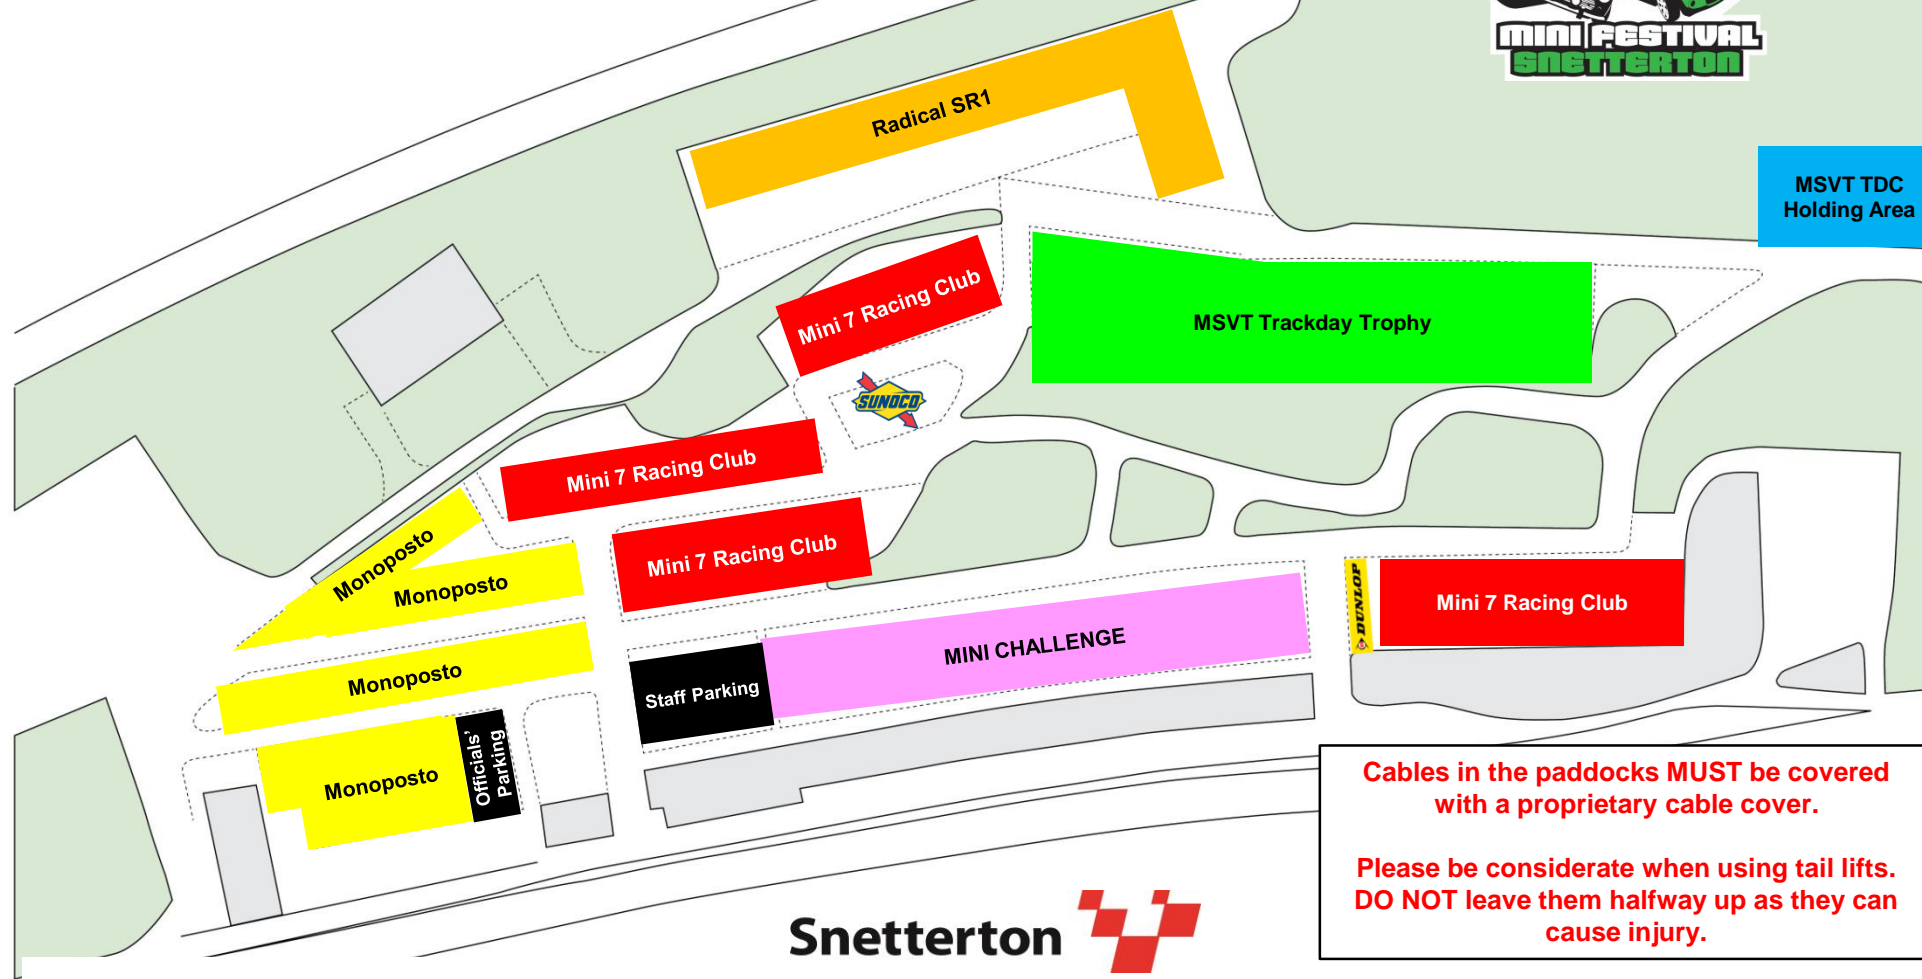 MINI FESTIVAL
SNETTERTON
Radical SR1
MSVT TDC
Holding Area
Mini 7 Racing Club
MSVT Trackday Trophy
SUNOCO
Mini 7 Racing Club
Monoposto
Mini 7 Racing Club
Monoposto
DUNLOP
Mini 7 Racing Club
MINI CHALLENGE
Monoposto
Staff Parking
Monoposto
Officials'
Parking
Cables in the paddocks MUST be covered
with a proprietary cable cover.
Please be considerate when using tail lifts.
DO NOT leave them halfway up as they can
cause injury.
Snetterton